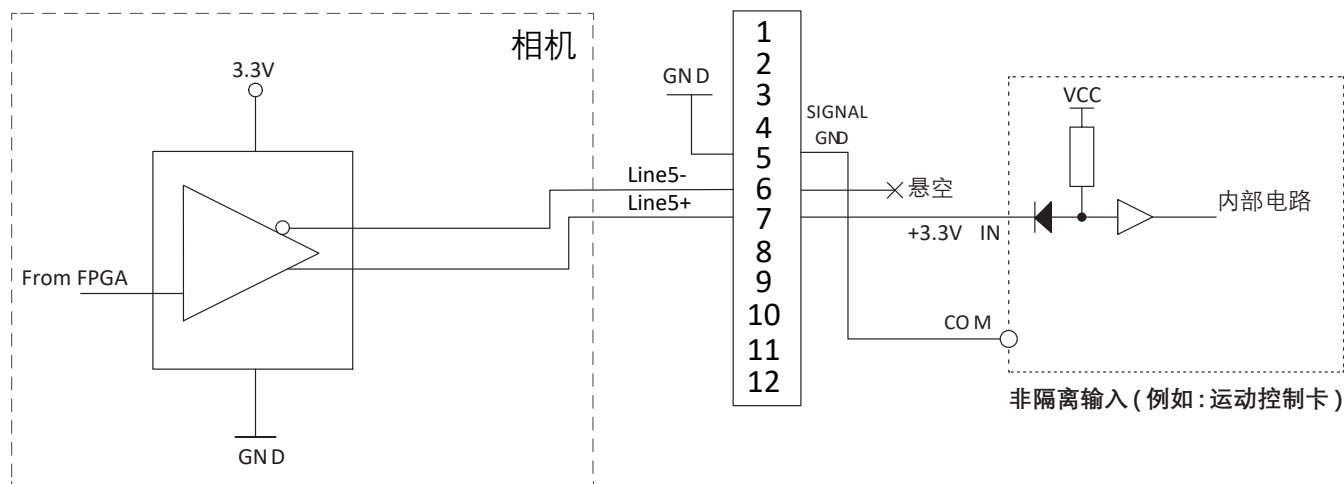 相机
3.3V
From FPGA
GND
Line5-
Line5+
GND
1
2
3
4
5
6
7
8
9
10
11
12
SIGNAL
GND
悬空
+3.3V IN
COM
VCC
内部电路
非隔离输入(例如:运动控制卡)